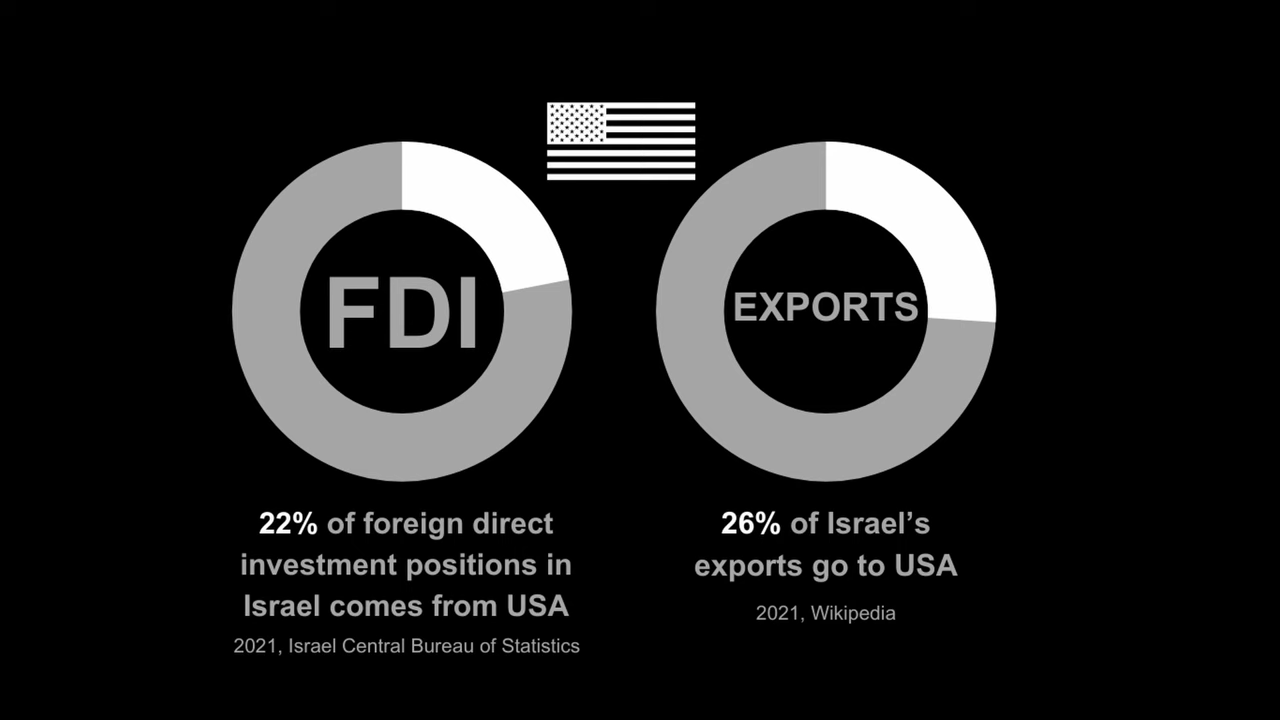 FDI
22% of foreign direct
investment positions in
Israel comes from USA
2021, Israel Central Bureau of Statistics
EXPORTS
26% of Israel’s
exports go to USA
2021, Wikipedia